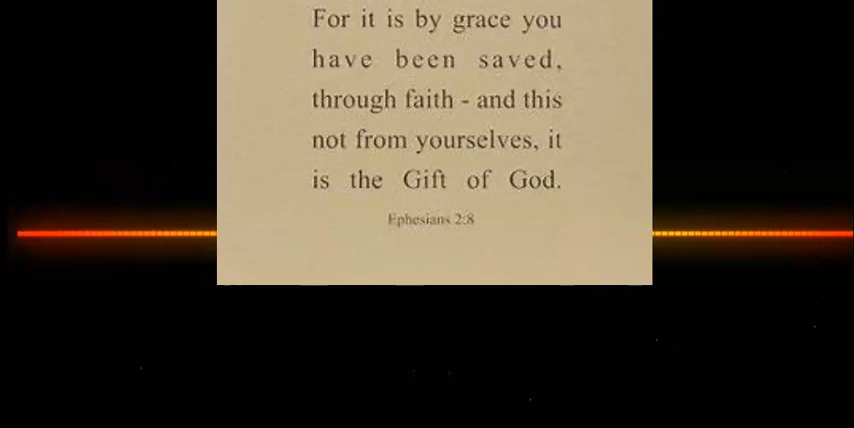 For it is by grace you
have been saved,
through faith - and this
not from yourselves, it
is the Gift of God.
Ephesians 2:8